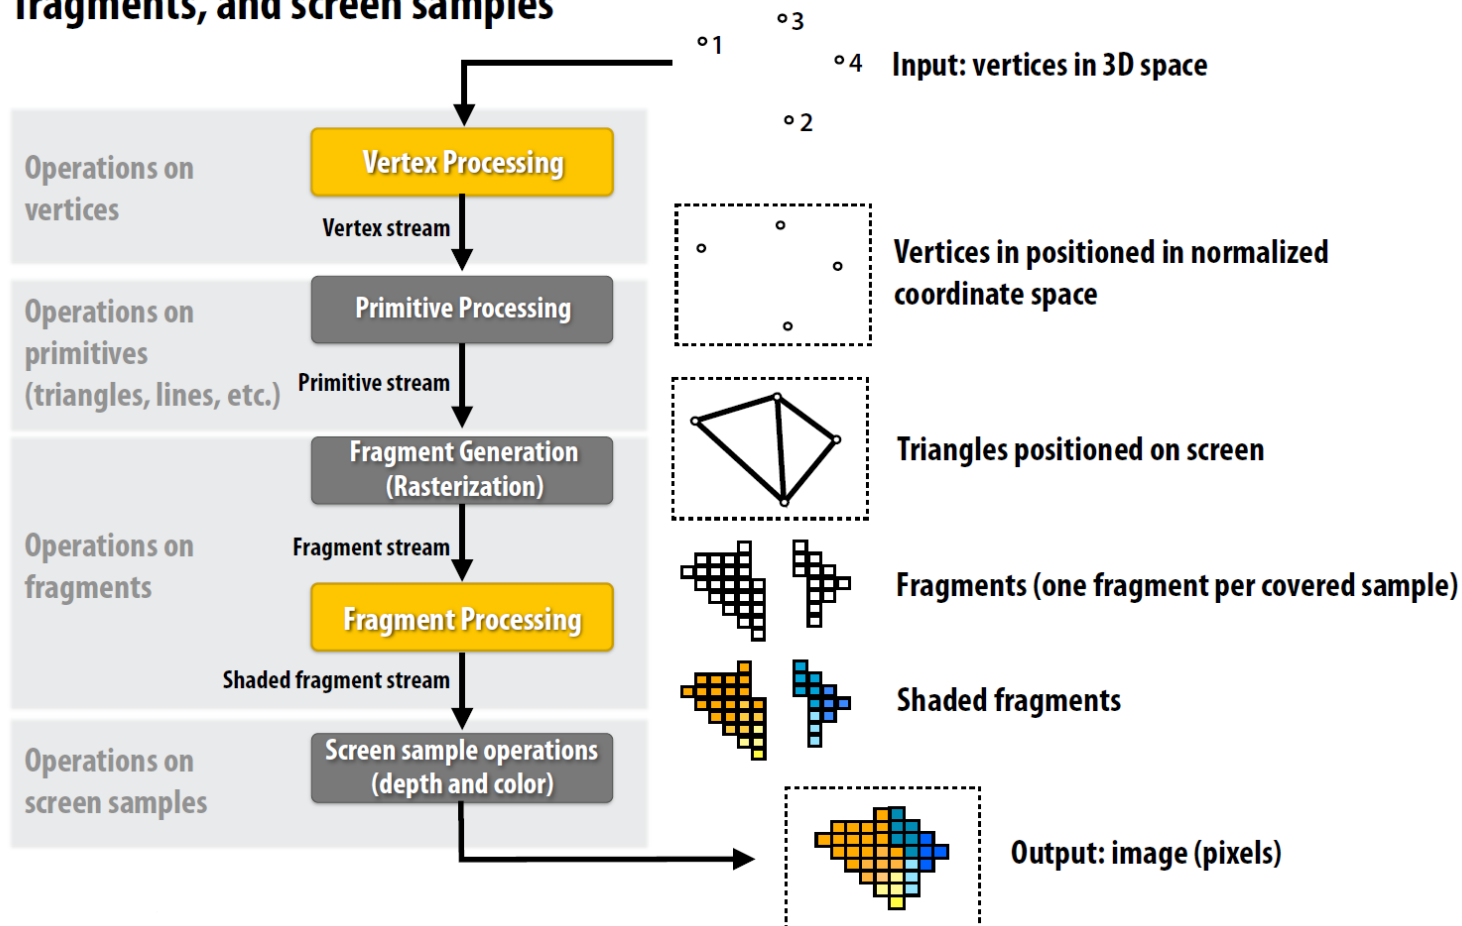 fragments, and screen samples
1
3
4
2
Input: vertices in 3D space
Operations on
vertices
Vertex Processing
Vertex stream
Vertices in positioned in normalized
coordinate space
Operations on
primitives
(triangles, lines, etc.)
Primitive Processing
Primitive stream
Triangles positioned on screen
Operations on
fragments
Fragment Generation
(Rasterization)
Fragment stream
Fragments (one fragment per covered sample)
Fragment Processing
Shaded fragment stream
Shaded fragments
Operations on
screen samples
Screen sample operations
(depth and color)
Output: image (pixels)